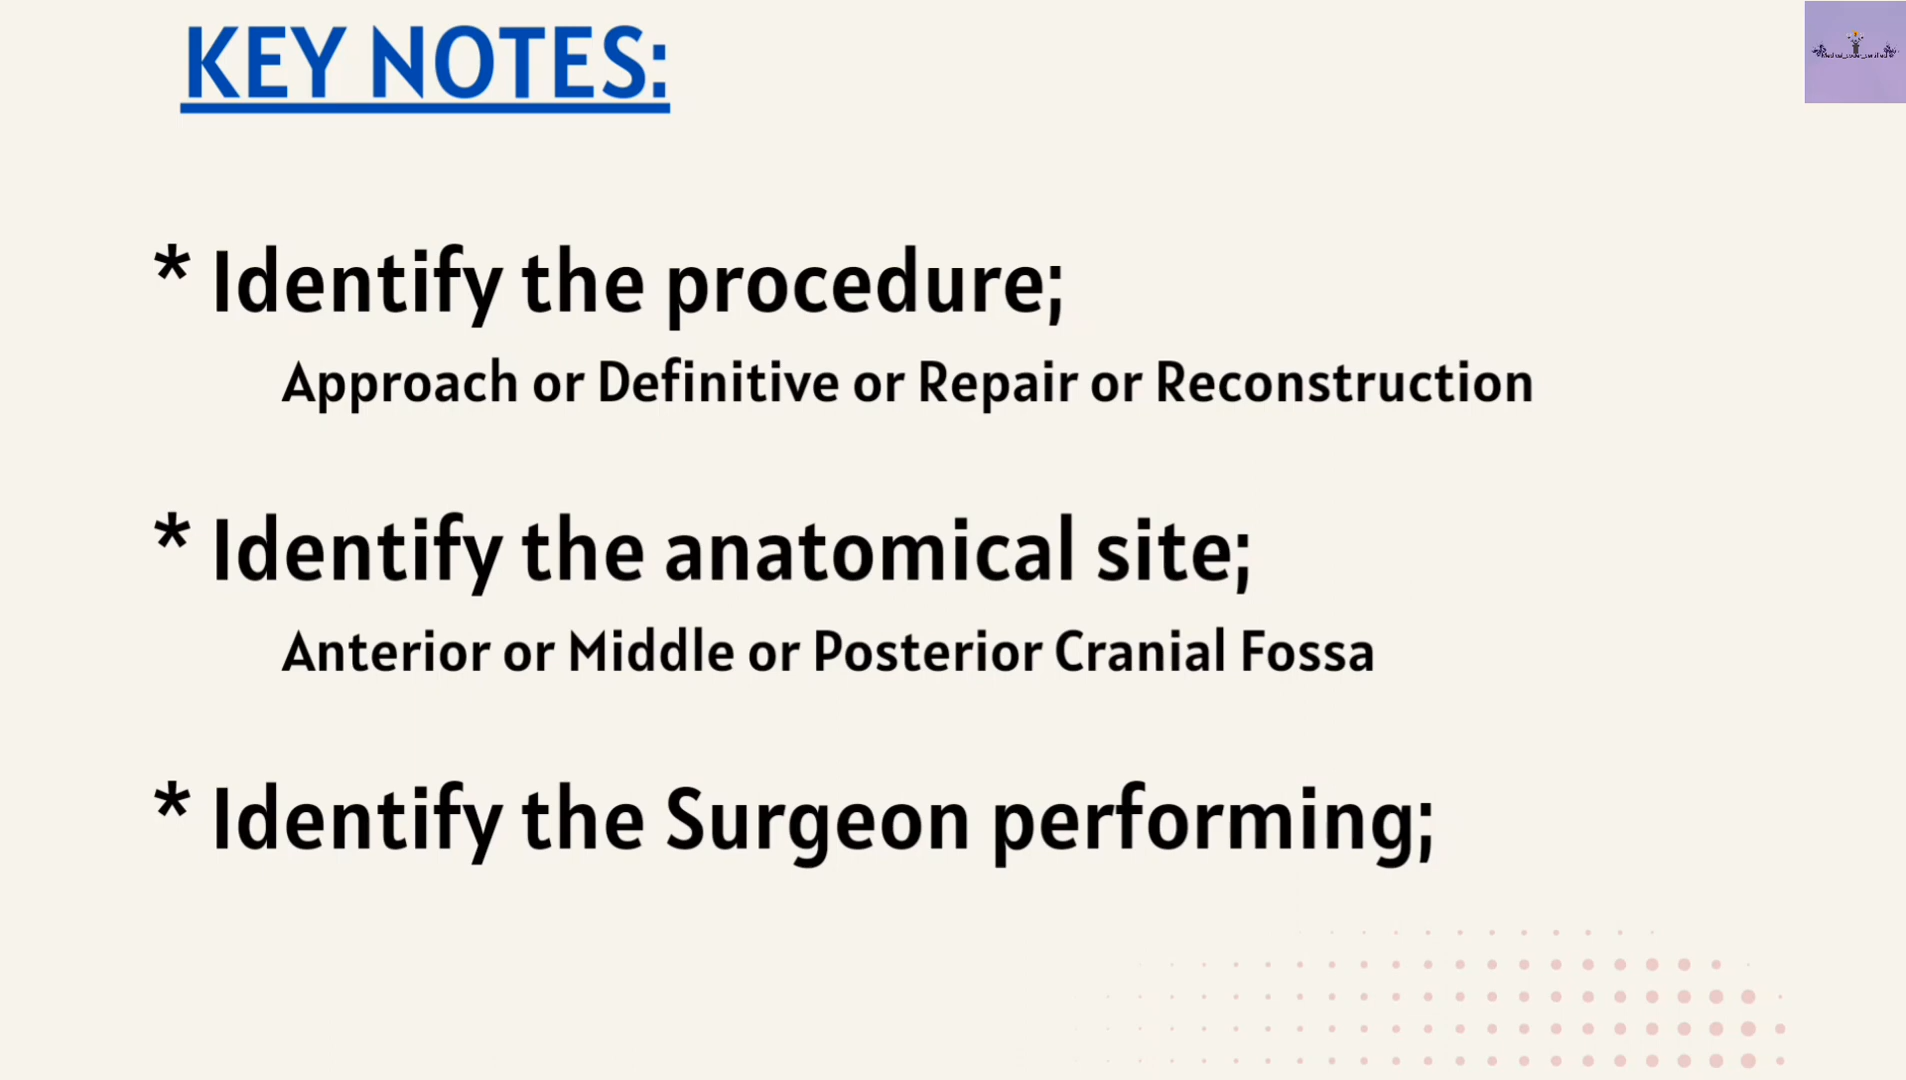 KEY NOTES:
* Identify the procedure;
Approach or Definitive or Repair or Reconstruction
* Identify the anatomical site;
Anterior or Middle or Posterior Cranial Fossa
* Identify the Surgeon performing;